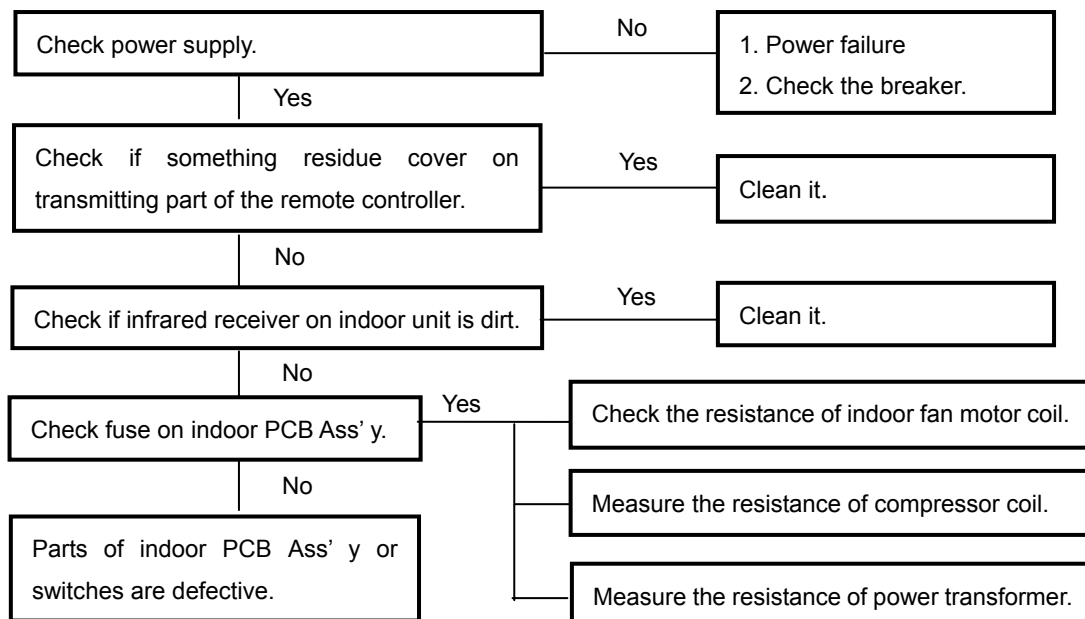 Check power supply.
No
1. Power failure
2. Check the breaker.
Yes
Check if something residue cover on
transmitting part of the remote controller.
Yes
Clean it.
No
Check if infrared receiver on indoor unit is dirt.
Yes
Clean it.
No
Check fuse on indoor PCB Ass’ y.
Yes
Check the resistance of indoor fan motor coil.
Measure the resistance of compressor coil.
Measure the resistance of power transformer.
No
Parts of indoor PCB Ass’ y or
switches are defective.